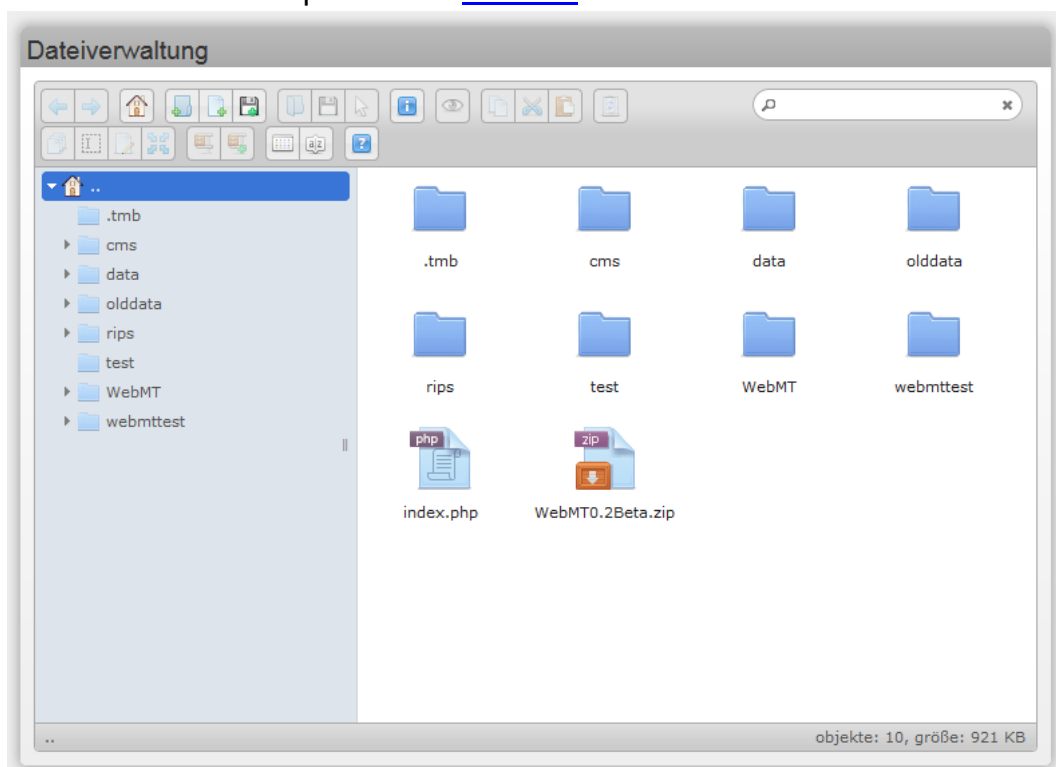 Dateiverwaltung
..
.tmb
cms
data
olddata
rips
test
WebMT
webmttest
.tmb cms data olddata
rips test WebMT webmttest
php zip
index.php WebMT0.2Beta.zip
.. objekte: 10, größe: 921 KB